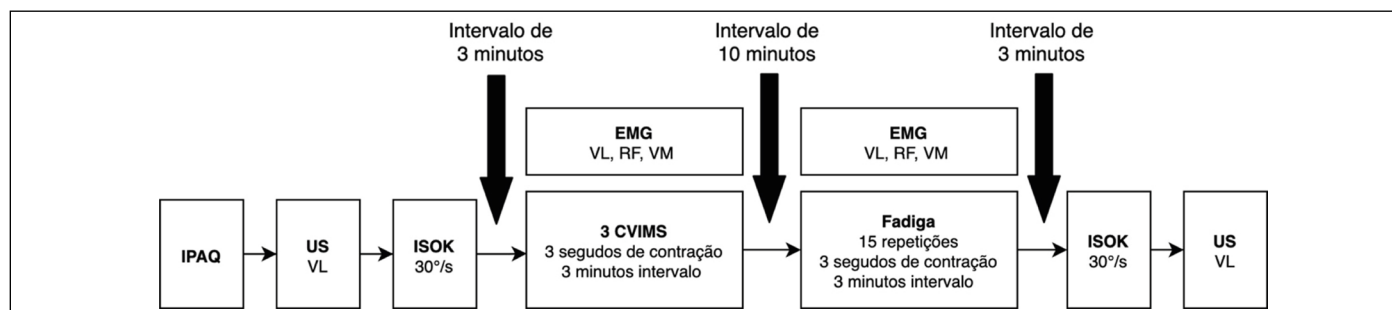 Intervalo de
3 minutos
Intervalo de
10 minutos
Intervalo de
3 minutos
EMG
VL, RF, VM
EMG
VL, RF, VM
IPAQ
US
VL
ISOK
30°/s
3 CVIMS
3 segudos de contração
3 minutos intervalo
Fadiga
15 repetições
3 segudos de contração
3 minutos intervalo
ISOK
30°/s
US
VL